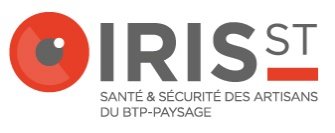 IRIS ST
SANTÉ & SÉCURITÉ DES ARTISANS
DU BTP-PAYSAGE